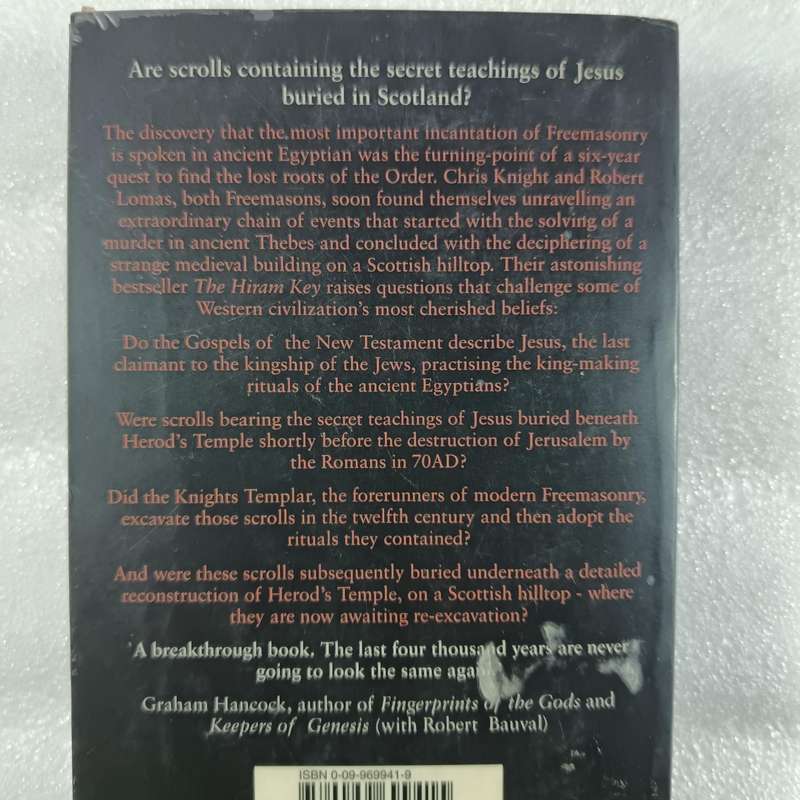 Are scrolls containing the secret teachings of Jesus
buried in Scotland?
The discovery that the most important incantation of Freemasonry
is spoken in ancient Egyptian was the turning-point of a six-year
quest to find the lost roots of the Order. Chris Knight and Robert
Lomas, both Freemasons, soon found themselves unravelling an
extraordinary chain of events that started with the solving of a
murder in ancient Thebes and concluded with the deciphering of a
strange medieval building on a Scottish hilltop. Their astonishing
bestseller The Hiram Key raises questions that challenge some of
Western civilization's most cherished beliefs:
Do the Gospels of the New Testament describe Jesus, the last
claimant to the kingship of the Jews, practising the king-making
rituals of the ancient Egyptians?
Were scrolls bearing the secret teachings of Jesus buried beneath
Herod's Temple shortly before the destruction of Jerusalem by
the Romans in 70AD?
Did the Knights Templar, the forerunners of modern Freemasonry,
excavate those scrolls in the twelfth century and then adopt the
rituals they contained?
And were these scrolls subsequently buried underneath a detailed
reconstruction of Herod's Temple, on a Scottish hilltop - where
they are now awaiting re-excavation?
'A breakthrough book. The last four thousand years are never
going to look the same again.
Graham Hancock, author of Fingerprints of the Gods and
Keepers of Genesis (with Robert Bauval)
ISBN 0-09-969941-9